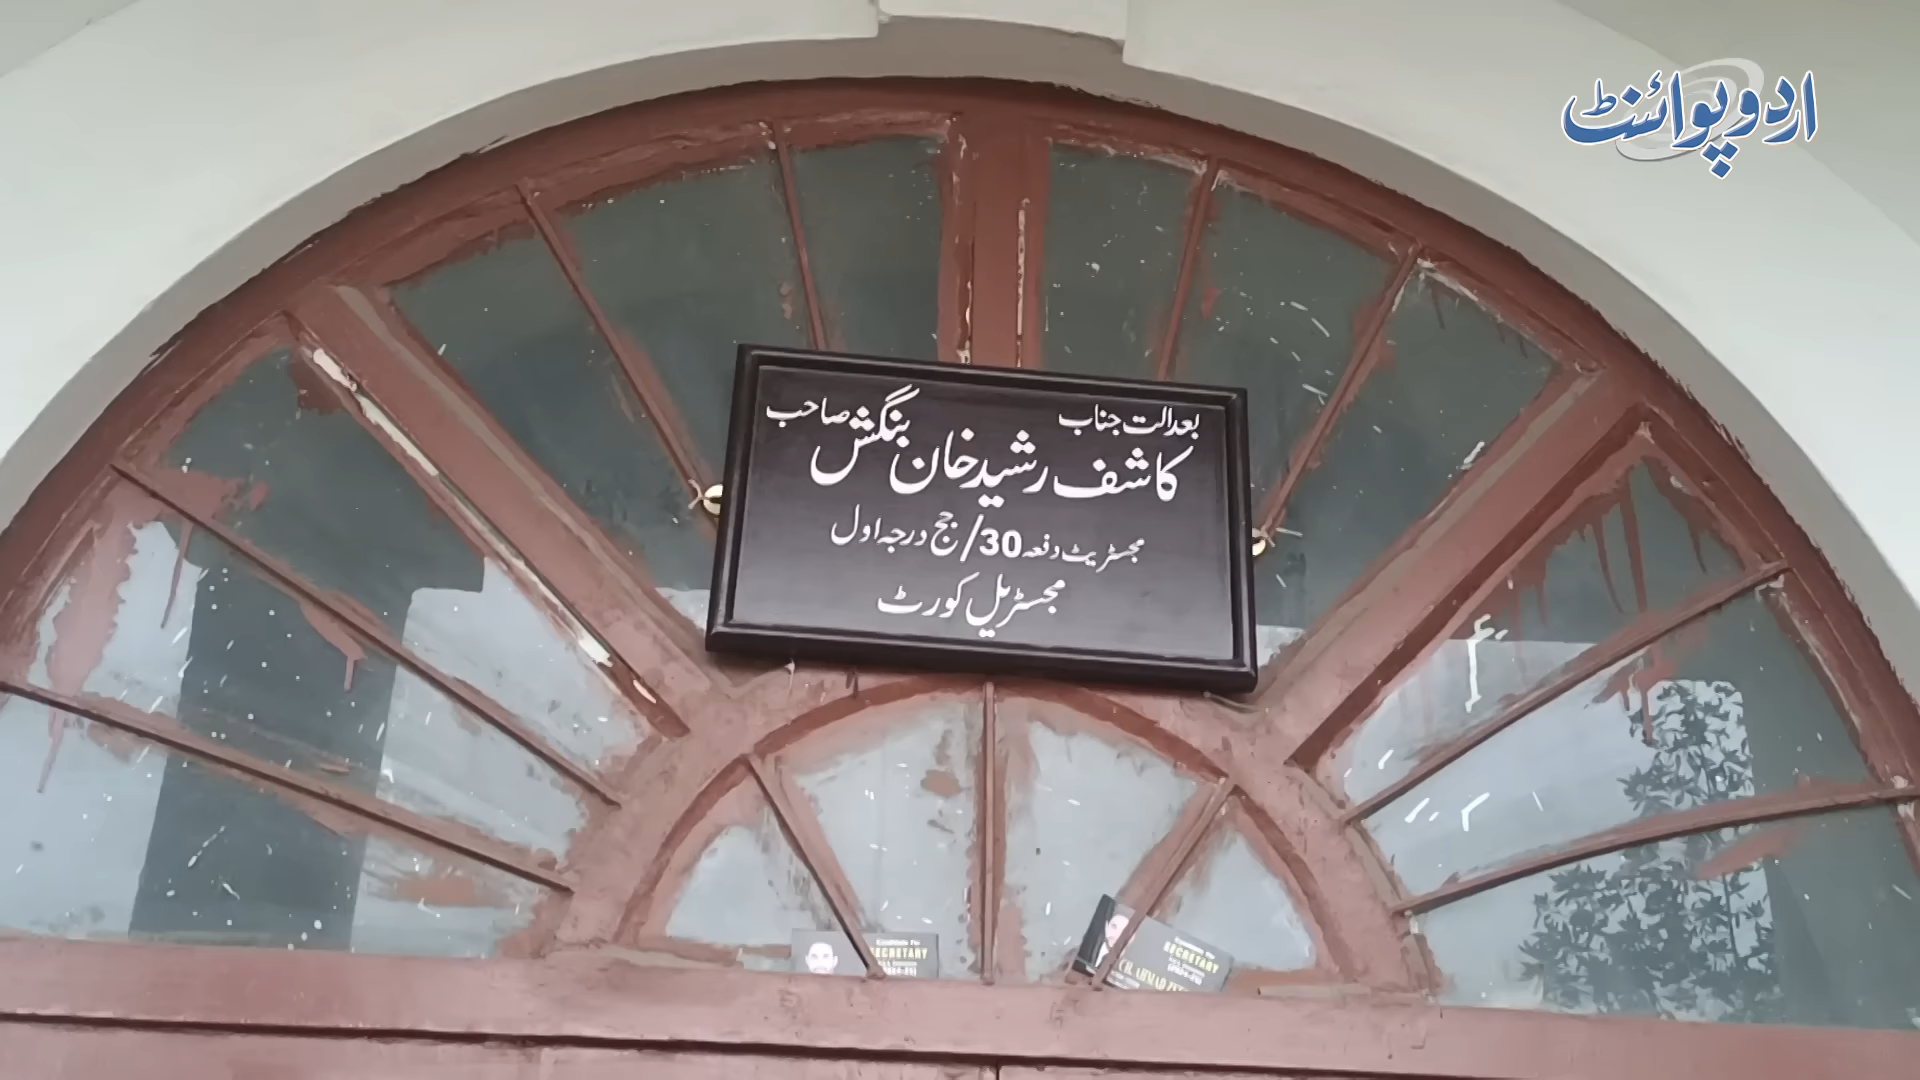 اردو پوائنٹ
بعدالت جناب
کاشف رشید خان بنگش صاحب
مجسٹریٹ دفعہ 30/جج درجہ اول
مجسٹریل کورٹ
SECRETARY
SECRETARY